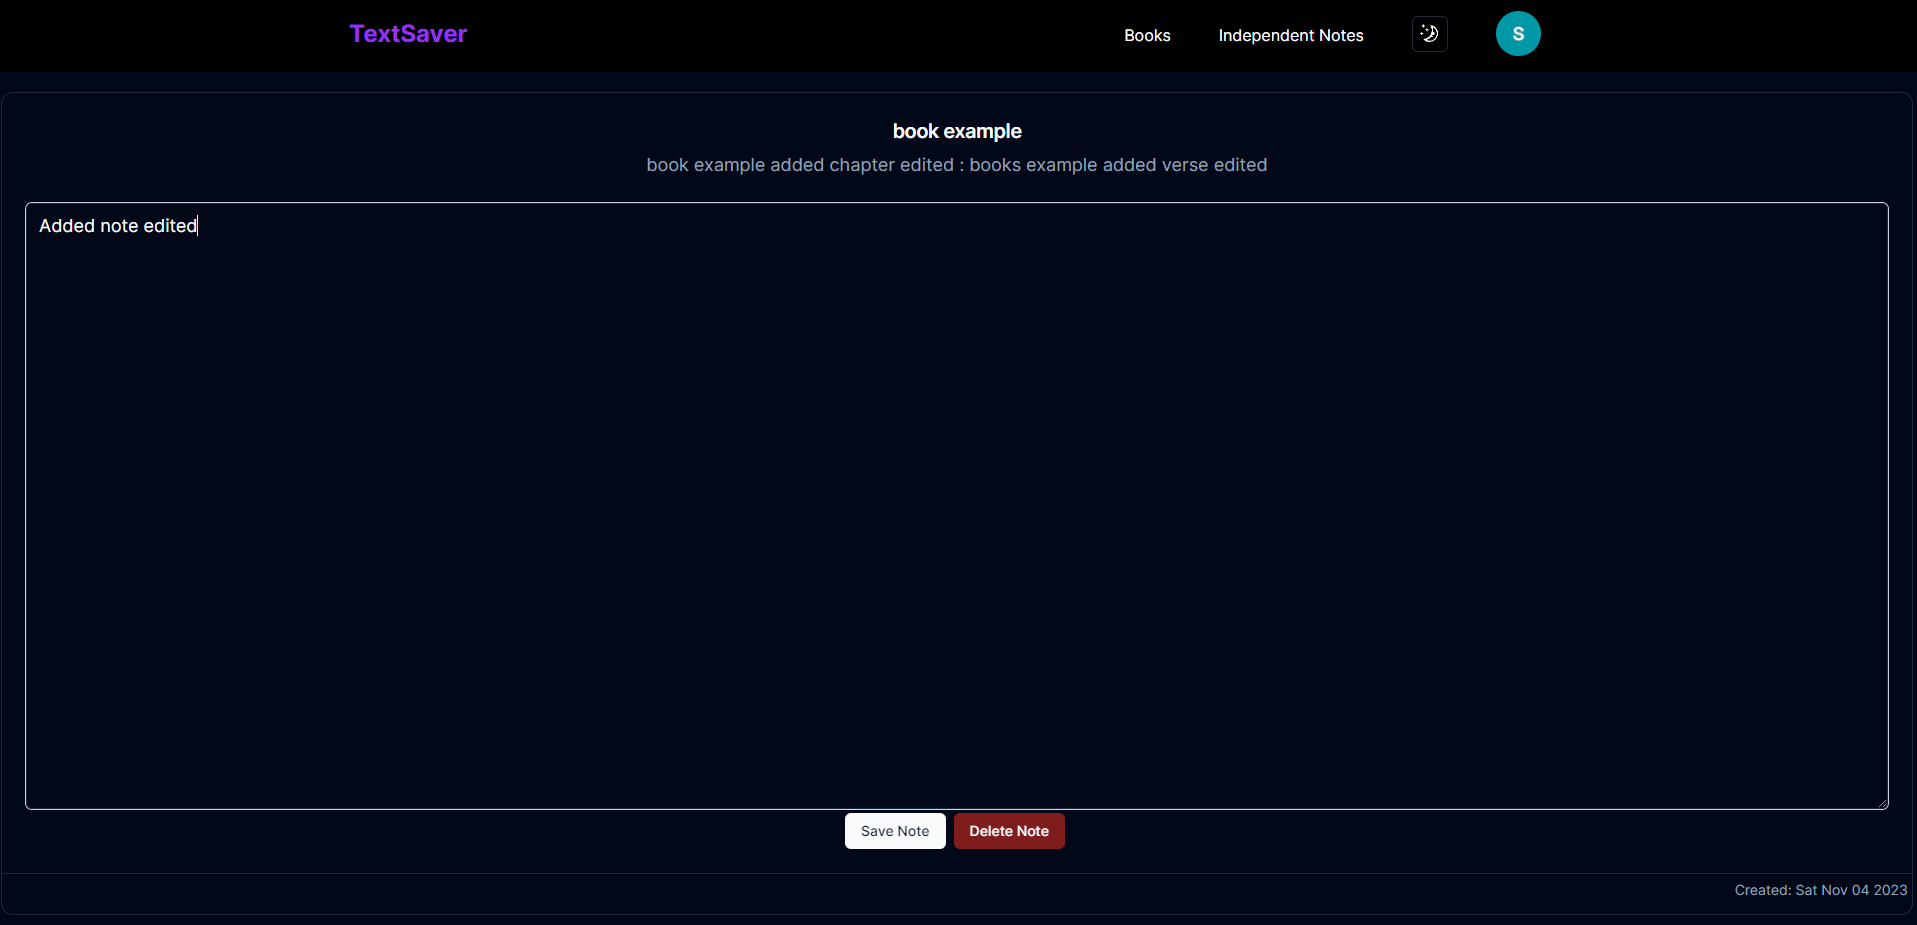 TextSaver
Books
Independent Notes
S
book example
book example added chapter edited : books example added verse edited
Added note edited
Save Note
Delete Note
Created: Sat Nov 04 2023